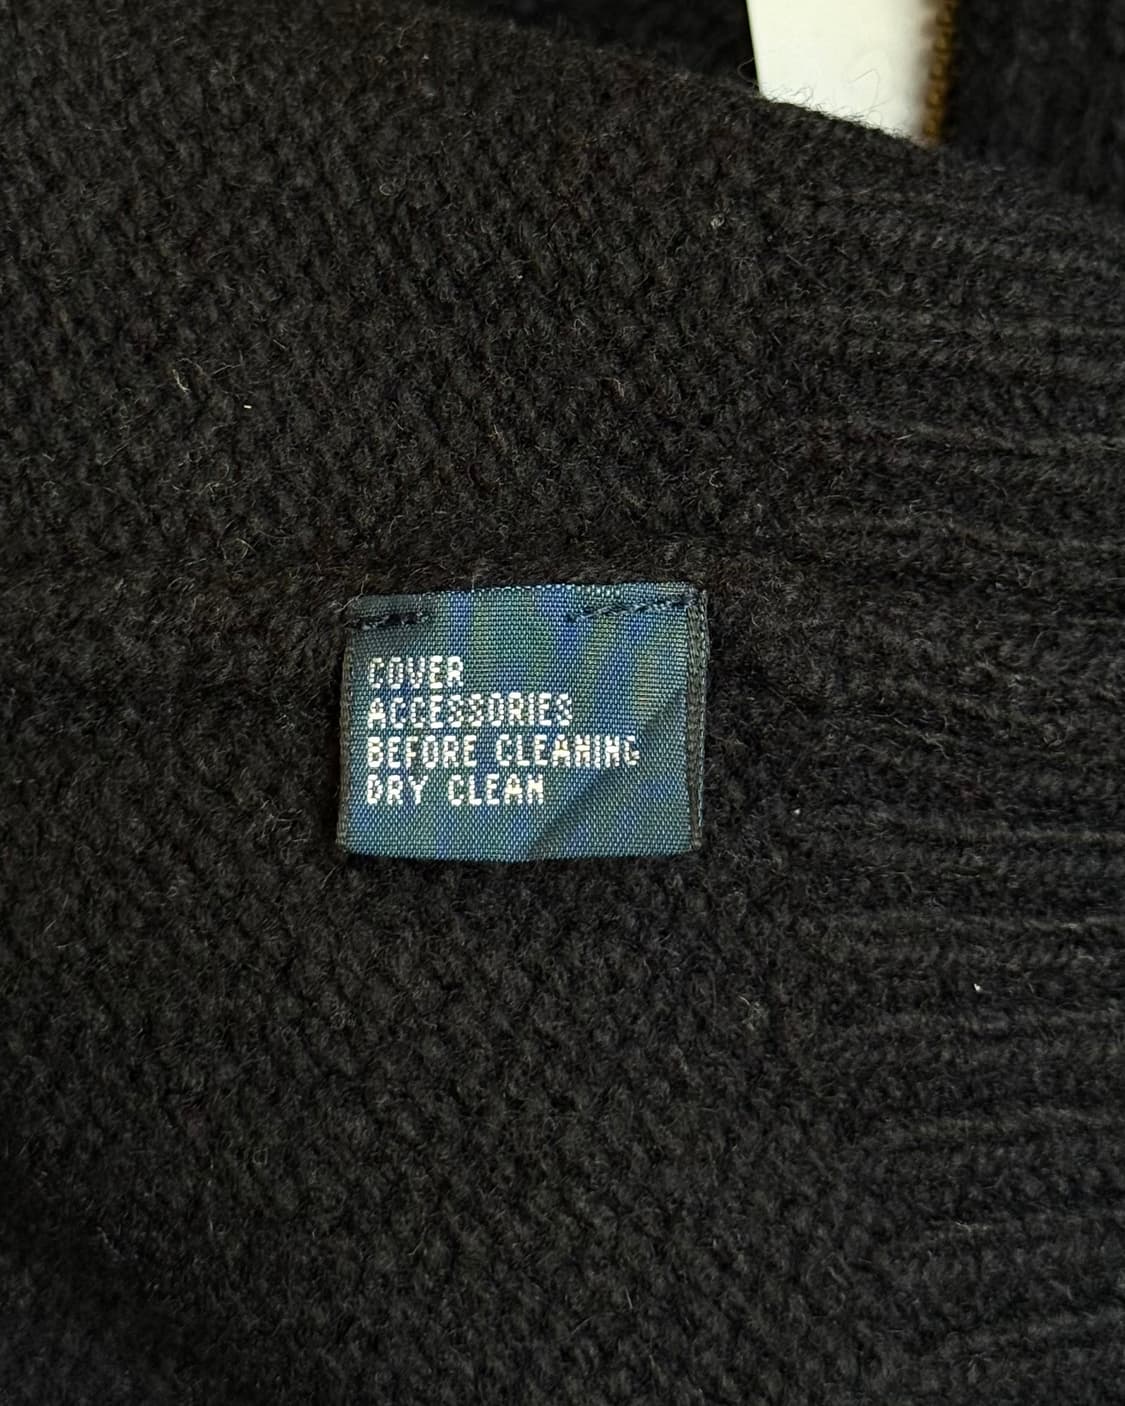 COVER
ACCESSORIES
BEFORE CLEANING
DRY CLEAN